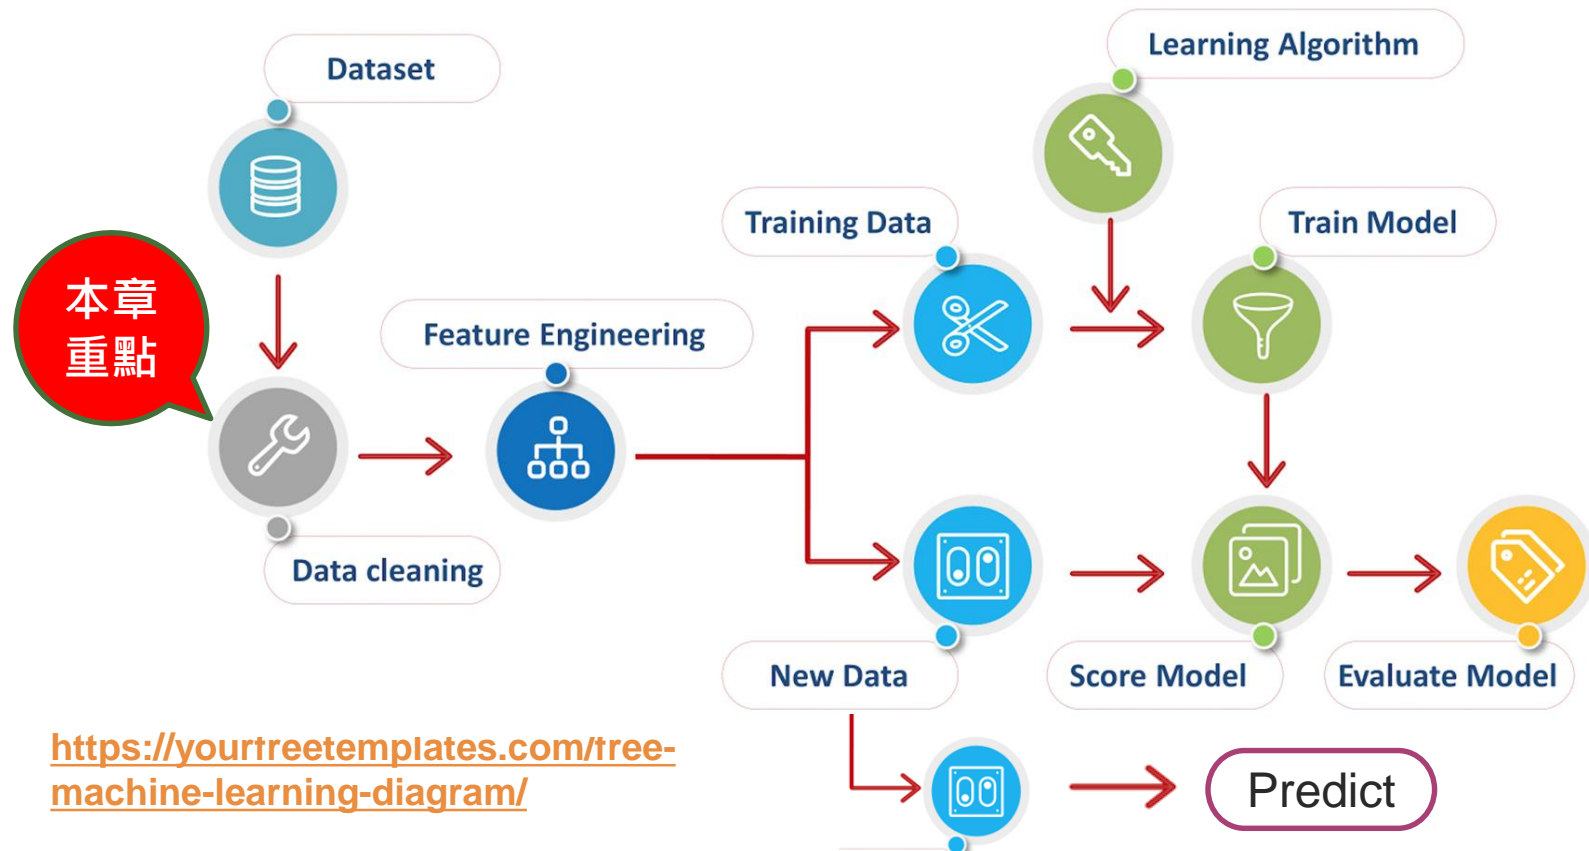 Dataset
Learning Algorithm
Training Data
Train Model
本章
重點
Feature Engineering
Data cleaning
New Data
Score Model
Evaluate Model
https://yourfreetemplates.com/free-
machine-learning-diagram/
Predict